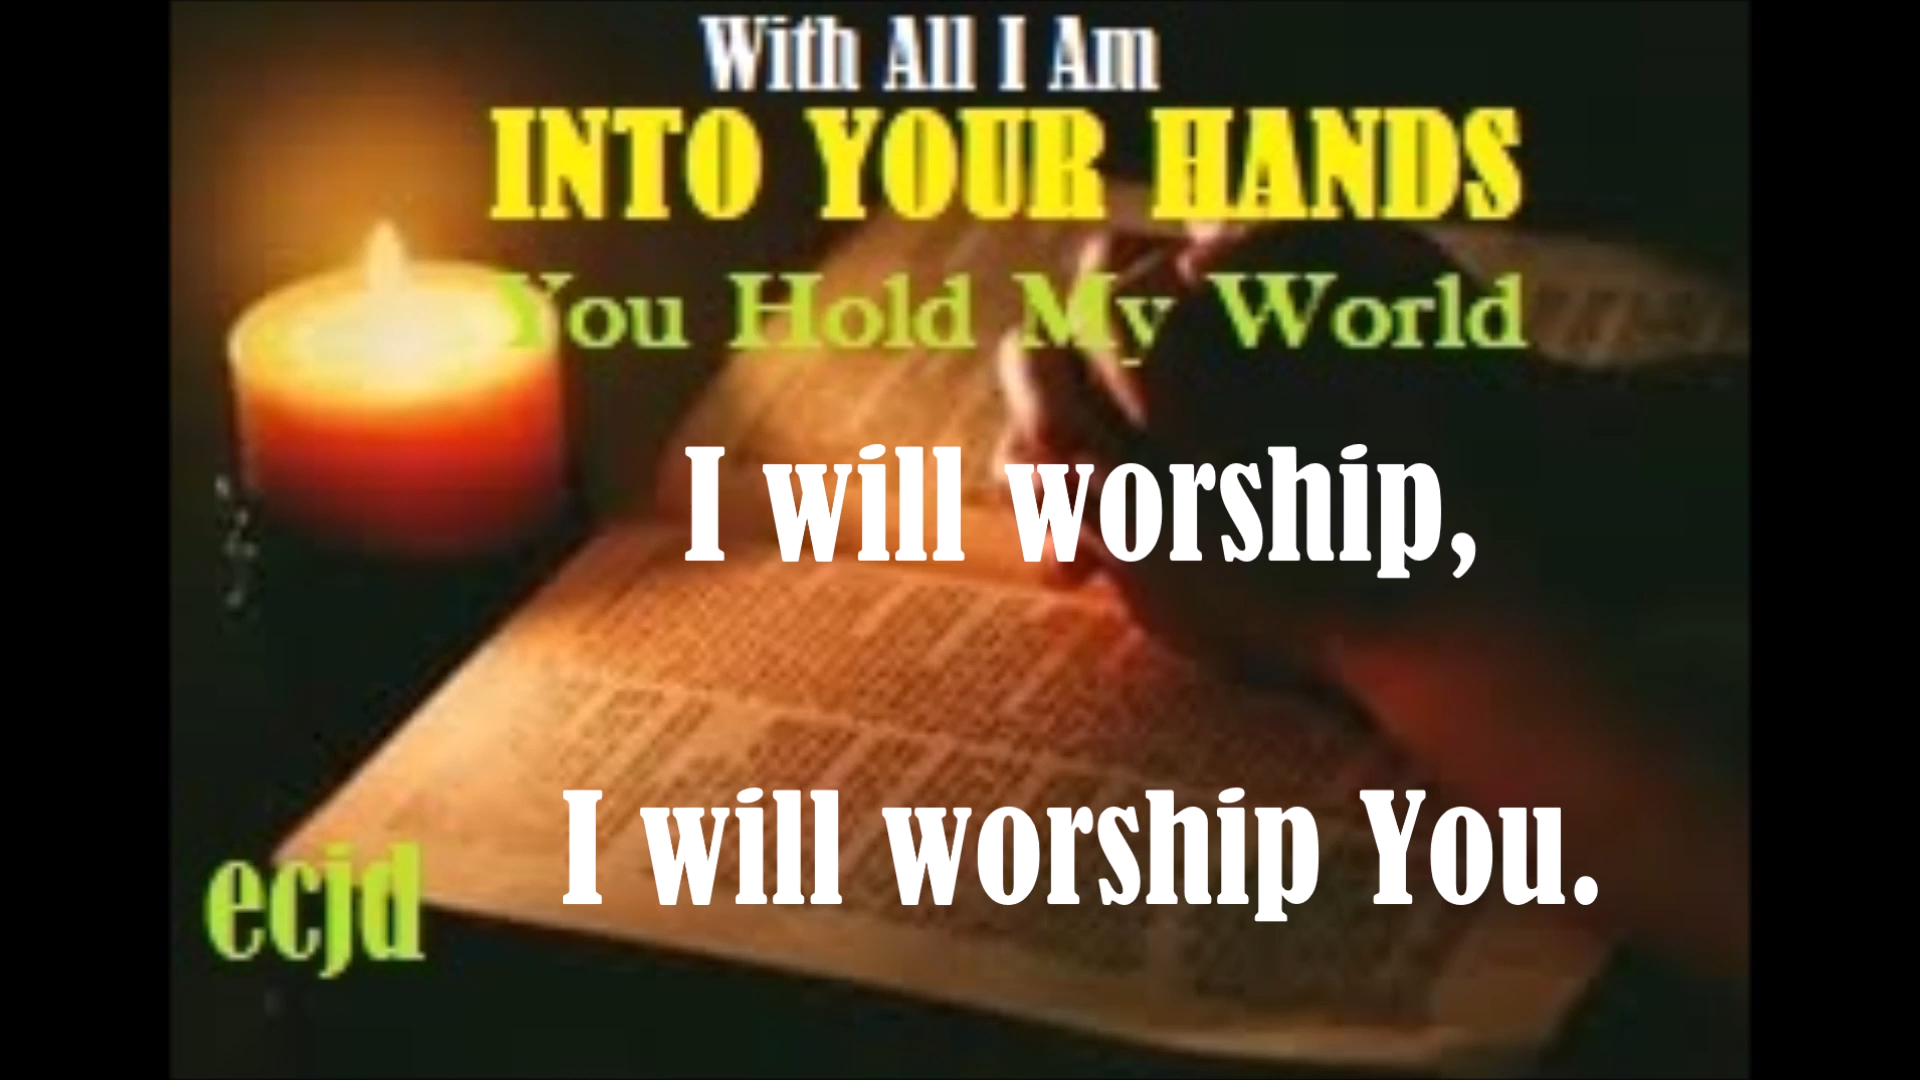 With All I Am
INTO YOUR HANDS
You Hold My World
I will worship,
I will worship You.
ecjd